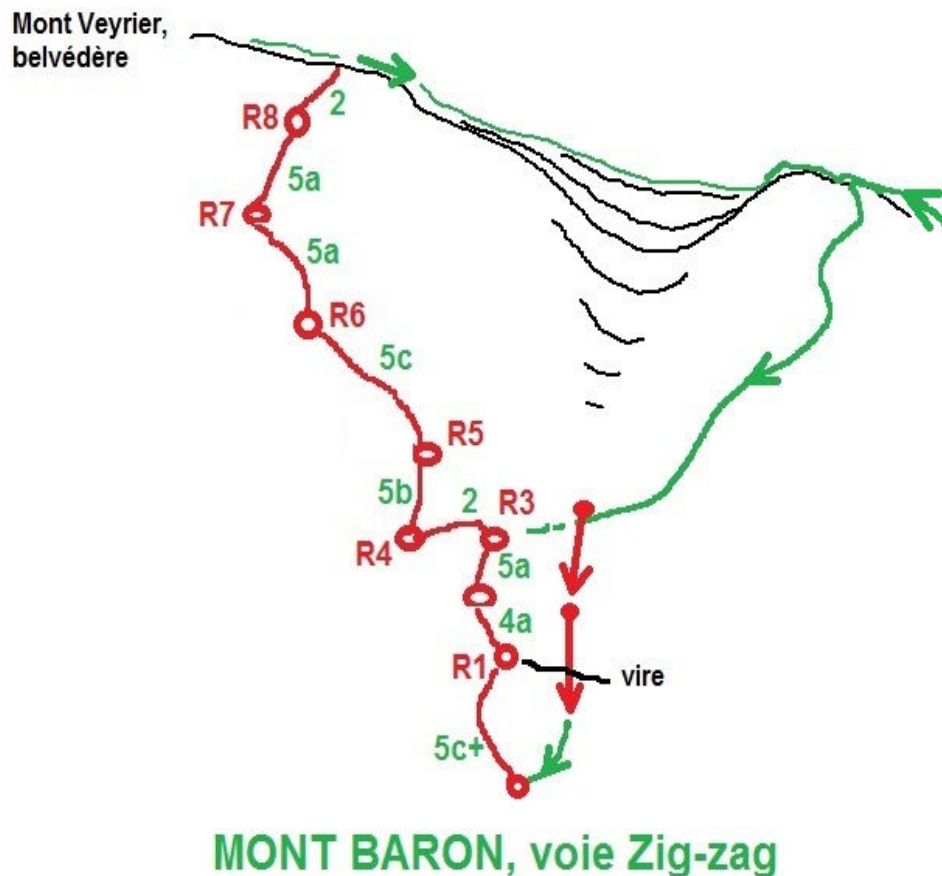 Mont Veyrier,
belvédère
R8
2
5a
R7
5a
R6
5c
R5
5b
2
R3
R4
5a
4a
R1
vire
5c+
MONT BARON, voie Zig-zag